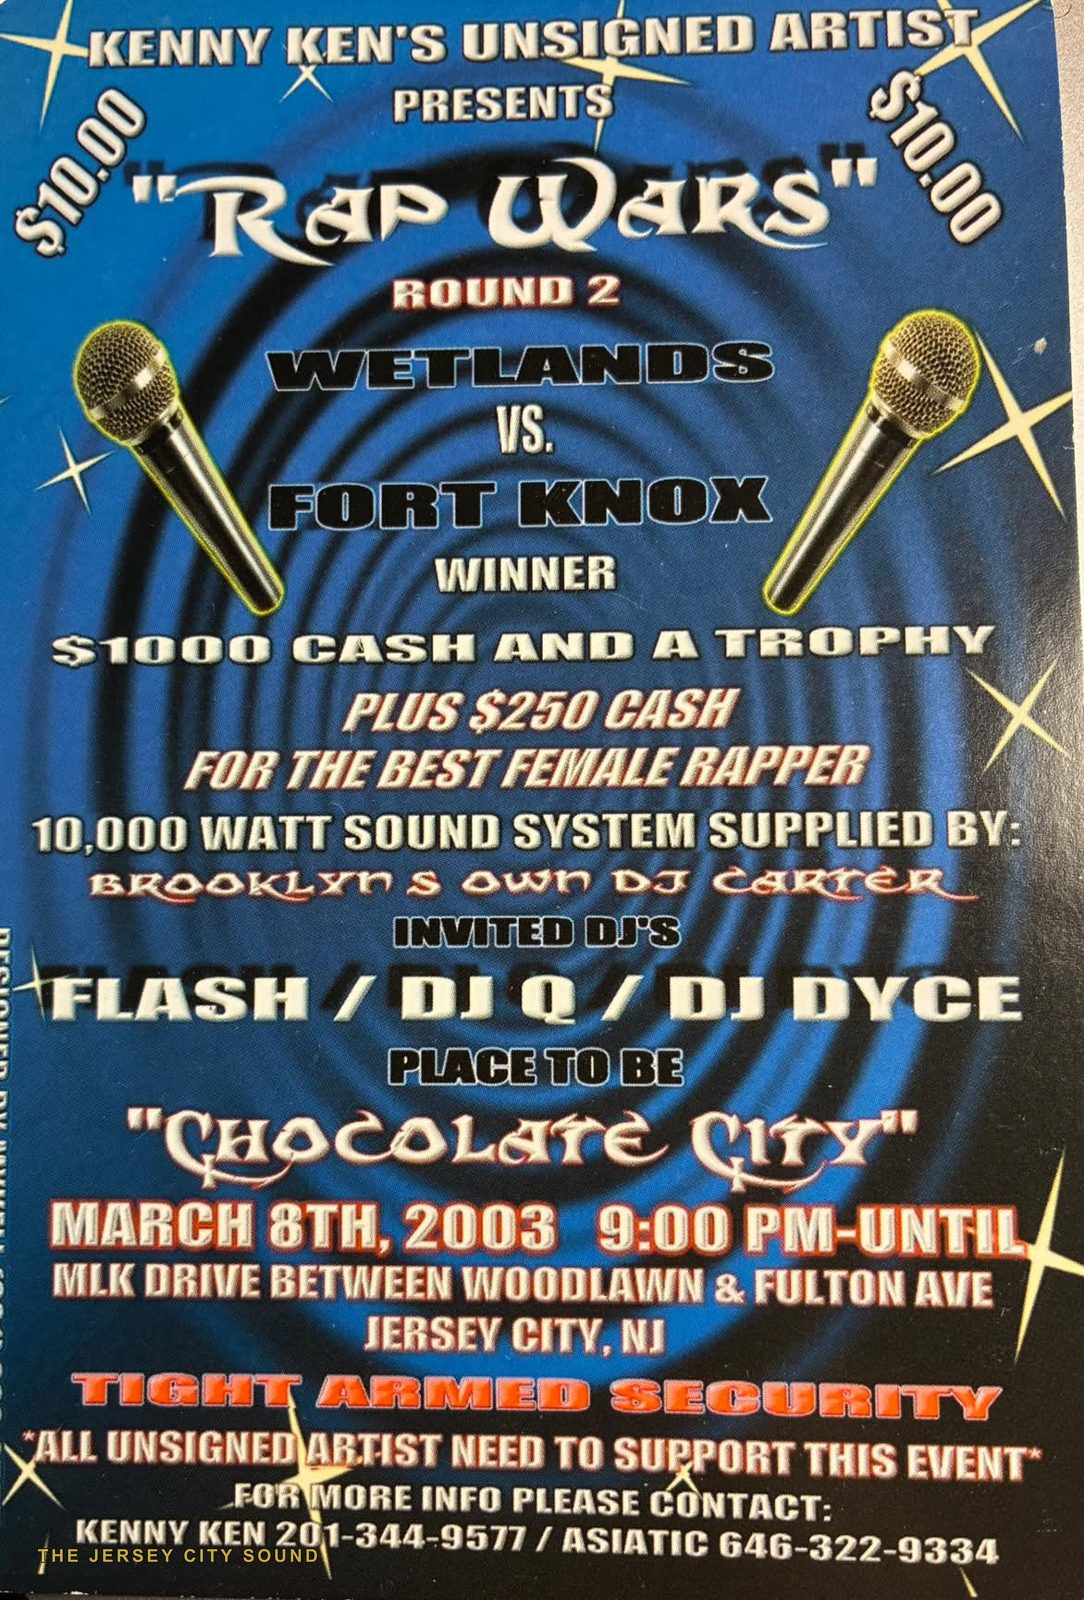 KENNY KEN'S UNSIGNED ARTIST
PRESENTS
$10.00
$10.00
"RAP WARS"
ROUND 2
WETLANDS
VS.
FORT KNOX
WINNER
$1000 CASH AND A TROPHY
PLUS $250 CASH
FOR THE BEST FEMALE RAPPER
10,000 WATT SOUND SYSTEM SUPPLIED BY:
BROOKLYN S OWN DJ CARTER
INVITED DJ'S
FLASH / DJ Q / DJ DYCE
PLACE TO BE
"CHOCOLATE CITY"
MARCH 8TH, 2003 9:00 PM-UNTIL
MLK DRIVE BETWEEN WOODLAWN & FULTON AVE
JERSEY CITY, NJ
TIGHT ARMED SECURITY
*ALL UNSIGNED ARTIST NEED TO SUPPORT THIS EVENT*
FOR MORE INFO PLEASE CONTACT:
KENNY KEN 201-344-9577 / ASIATIC 646-322-9334
THE JERSEY CITY SOUND
DESIGNED BY